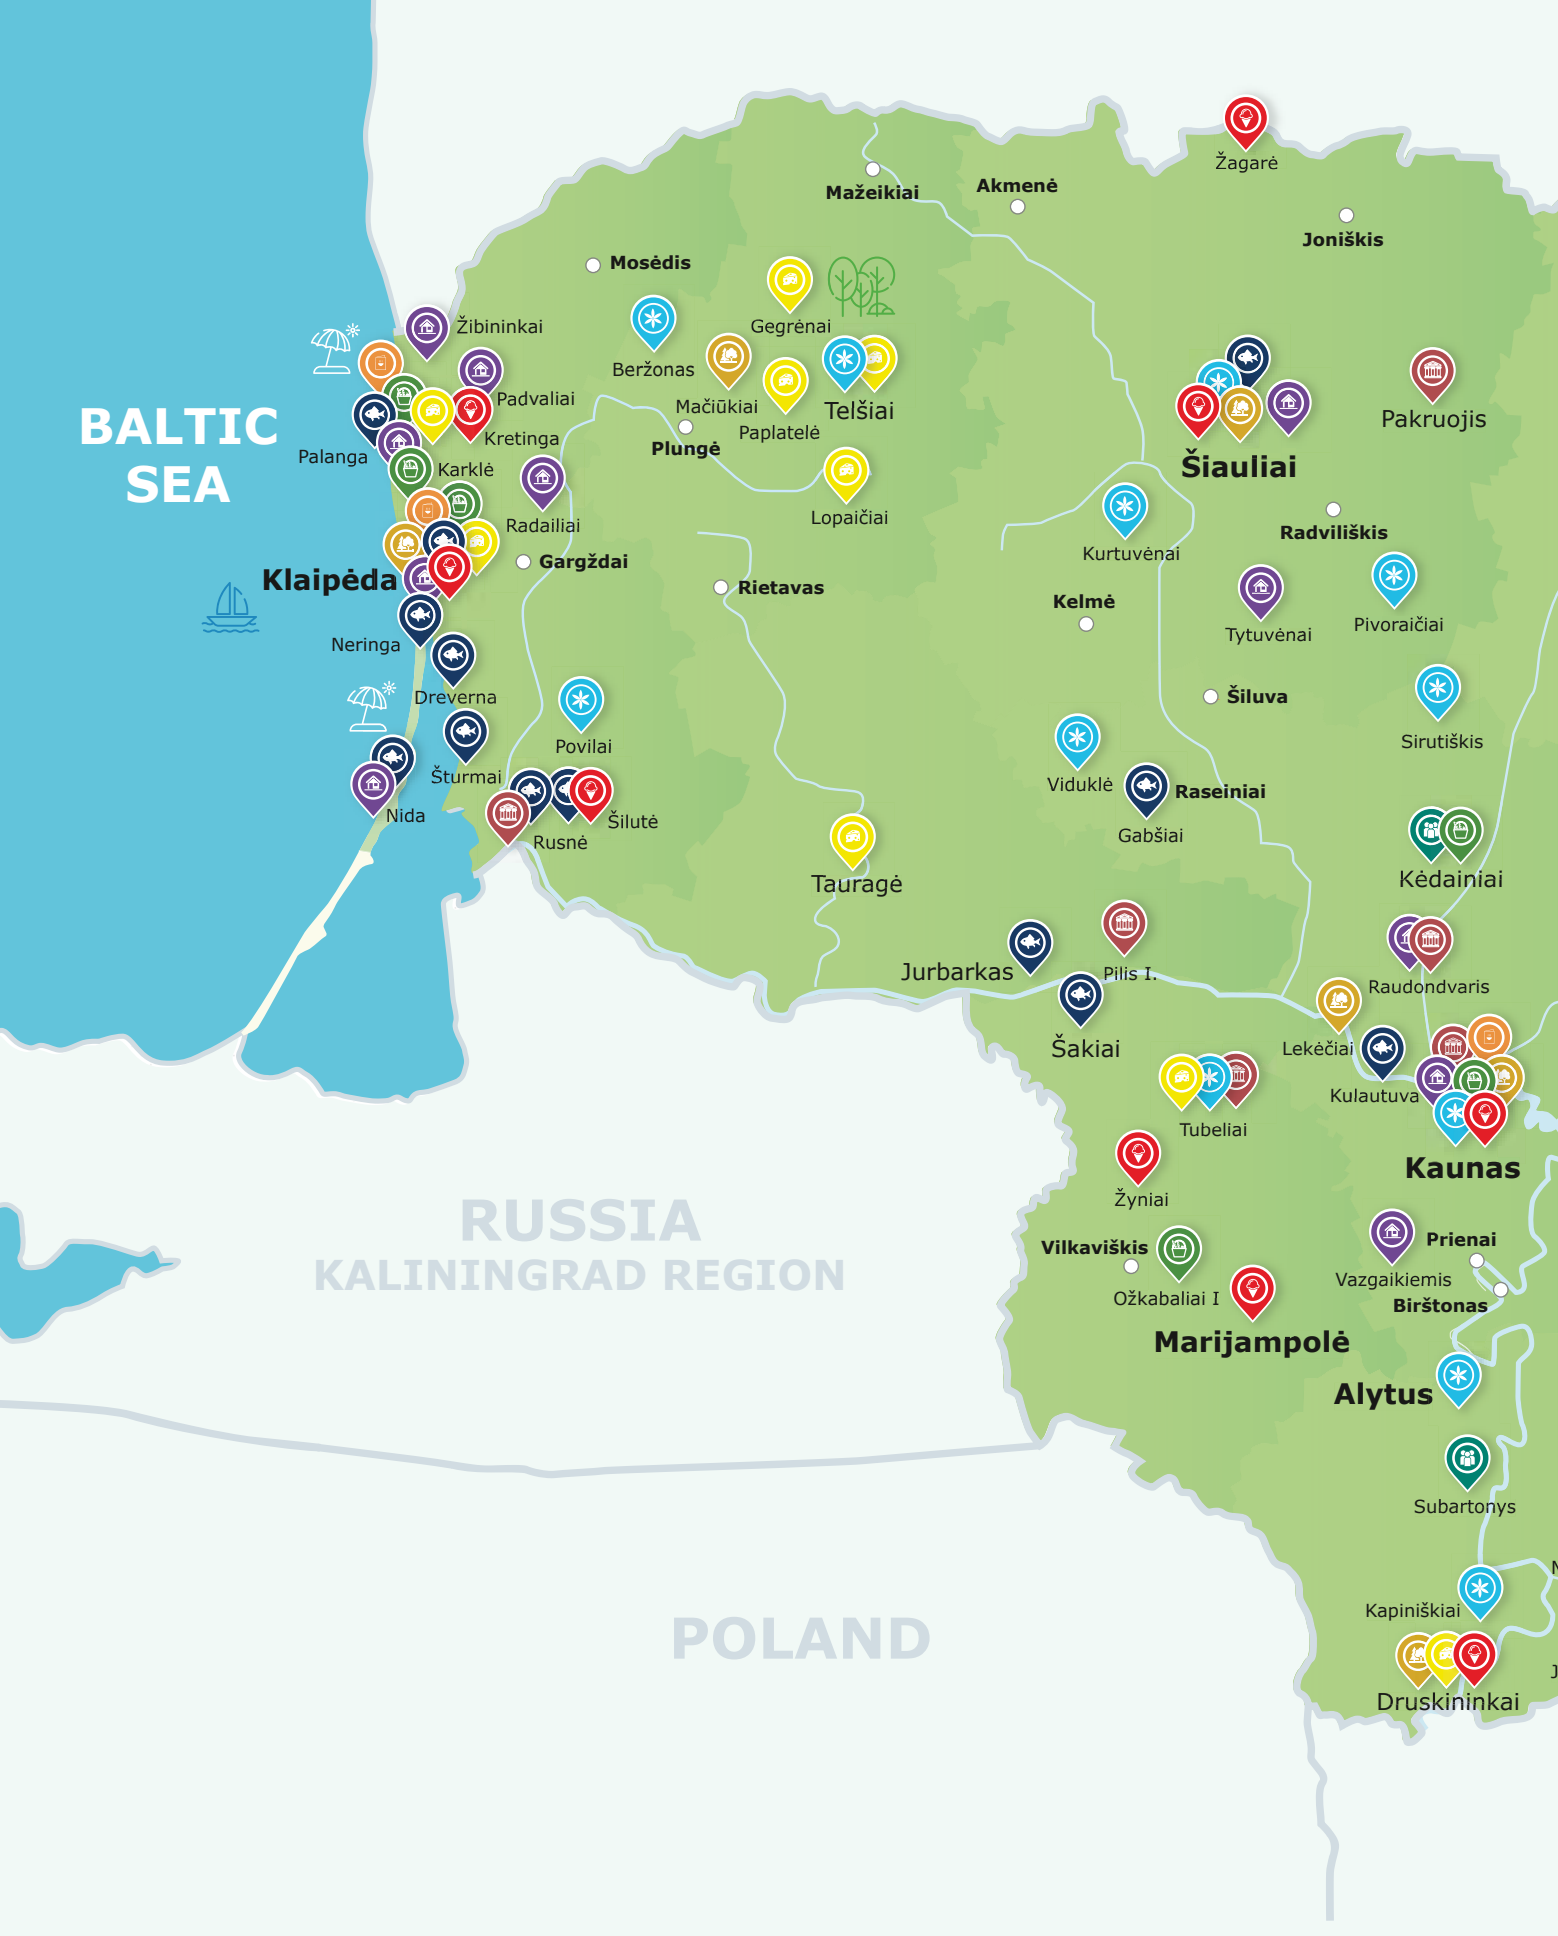 Žagarė
Mažeikiai
Akmenė
Joniškis
Mosėdis
Žibininkai
Gegrėnai
Beržonas
Padvaliai
Mačiūkiai
Telšiai
BALTIC
SEA
Pakruojis
Paplatelė
Kretinga
Plungė
Palanga
Karklė
Šiauliai
Lopaičiai
Radailiai
Radviliškis
Kurtuvėnai
Gargždai
Klaipėda
Rietavas
Kelmė
Pivoraičiai
Tytuvėnai
Neringa
Dreverna
Šiluva
Povilai
Sirutiškis
Šturmai
Viduklė
Raseiniai
Nida
Šilutė
Gabšiai
Rusnė
Kėdainiai
Tauragė
Jurbarkas
Pilis I.
Raudondvaris
Šakiai
Lekėčiai
Kulautuva
Tubeliai
Kaunas
Žyniai
RUSSIA
KALININGRAD REGION
Prienai
Vilkaviškis
Vazgaikiemis
Ožkabaliai I
Birštonas
Marijampolė
Alytus
Subartonys
Kapiniškiai
POLAND
Druskininkai